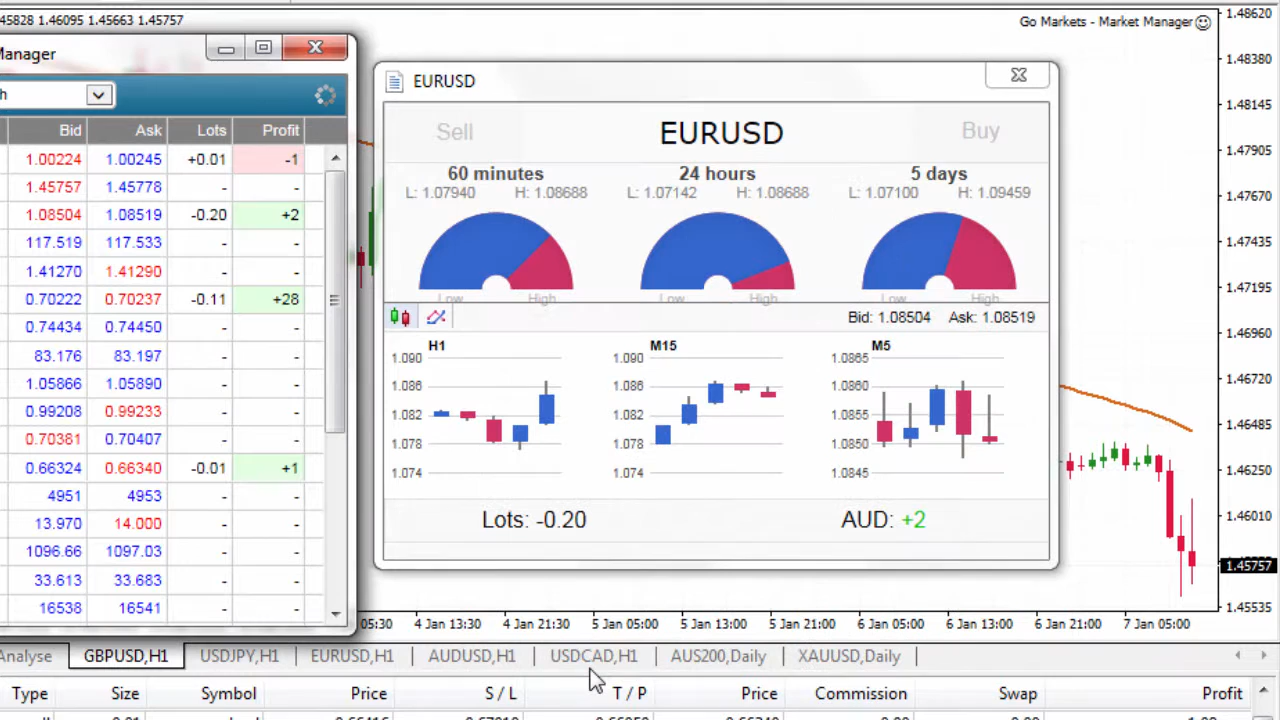 45828 1.46095 1.45663 1.45757
Go Markets - Market Manager
Manager
h
Bid Ask Lots Profit
1.00224 1.00245 +0.01 -1
1.45757 1.45778 - -
1.08504 1.08519 -0.20 +2
117.519 117.533 - -
1.41270 1.41290 - -
0.70222 0.70237 -0.11 +28
0.74434 0.74450 - -
83.176 83.197 - -
1.05866 1.05890 - -
0.99208 0.99233 - -
0.70381 0.70407 - -
0.66324 0.66340 -0.01 +1
4951 4953 - -
13.970 14.000 - -
1096.66 1097.03 - -
33.613 33.683 - -
16538 16541 - -
EURUSD
Sell EURUSD Buy
60 minutes 24 hours 5 days
L: 1.07940 H: 1.08688 L: 1.07142 H: 1.08688 L: 1.07100 H: 1.09459
Low High Low High Low High
Bid: 1.08504 Ask: 1.08519
H1 M15 M5
1.090 1.090 1.0865
1.086 1.086 1.0860
1.082 1.082 1.0855
1.078 1.078 1.0850
1.074 1.074 1.0845
Lots: -0.20 AUD: +2
1.48620
1.48380
1.48145
1.47905
1.47670
1.47435
1.47195
1.46960
1.46720
1.46485
1.46250
1.46010
1.45757
1.45535
05:30 4 Jan 13:30 4 Jan 21:30 5 Jan 05:00 5 Jan 13:00 5 Jan 21:00 6 Jan 05:00 6 Jan 13:00 6 Jan 21:00 7 Jan 05:00
Analyse GBPUSD,H1 USDJPY,H1 EURUSD,H1 AUDUSD,H1 USDCAD,H1 AUS200,Daily XAUUSD,Daily
Type Size Symbol Price S / L T / P Price Commission Swap Profit